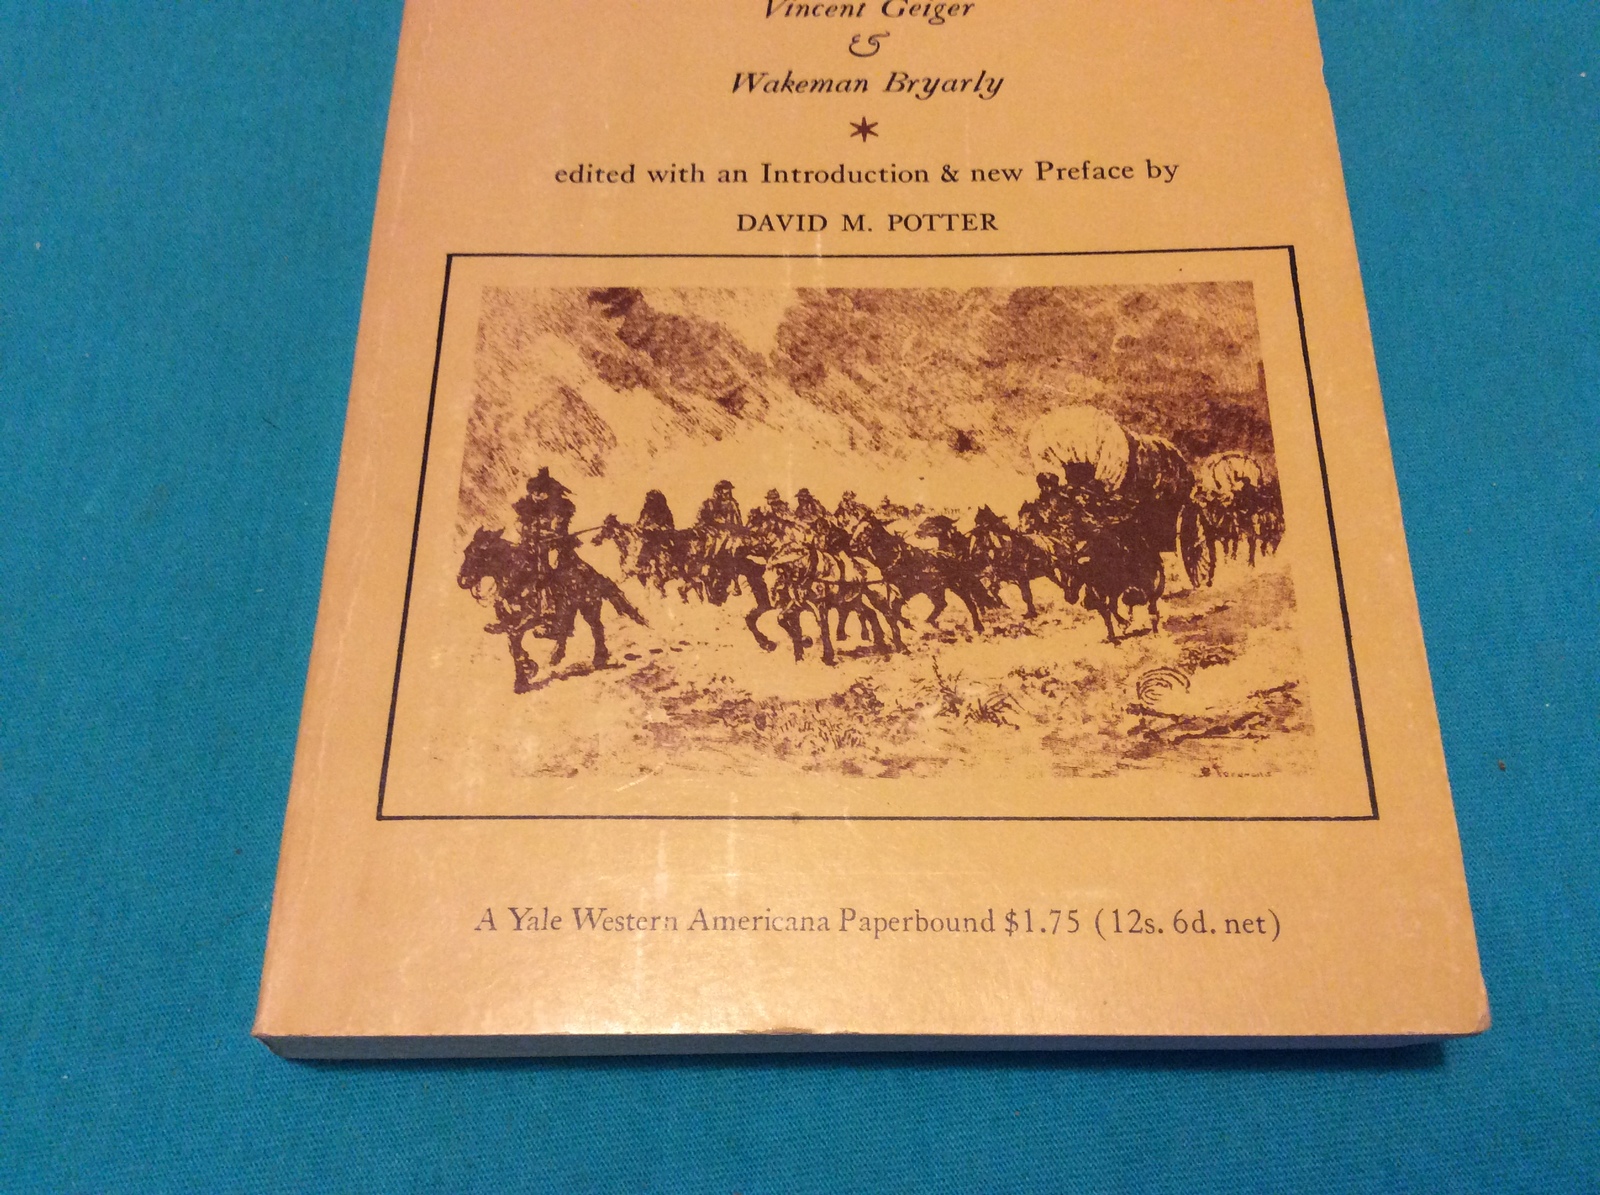 Vincent Geiger
&
Wakeman Bryarly
*
edited with an Introduction & new Preface by
DAVID M. POTTER
A Yale Western Americana Paperbound $1.75 (12s. 6d. net)